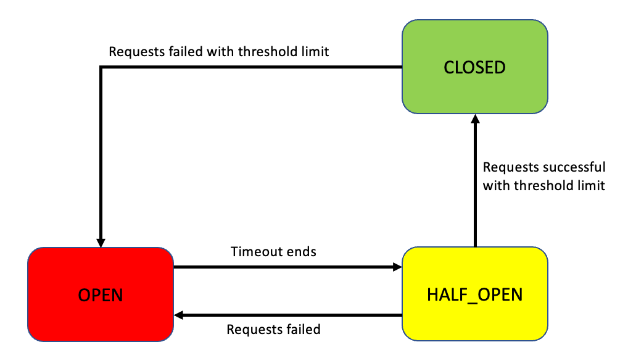 Requests failed with threshold limit
CLOSED
Requests successful
with threshold limit
Timeout ends
OPEN
HALF_OPEN
Requests failed